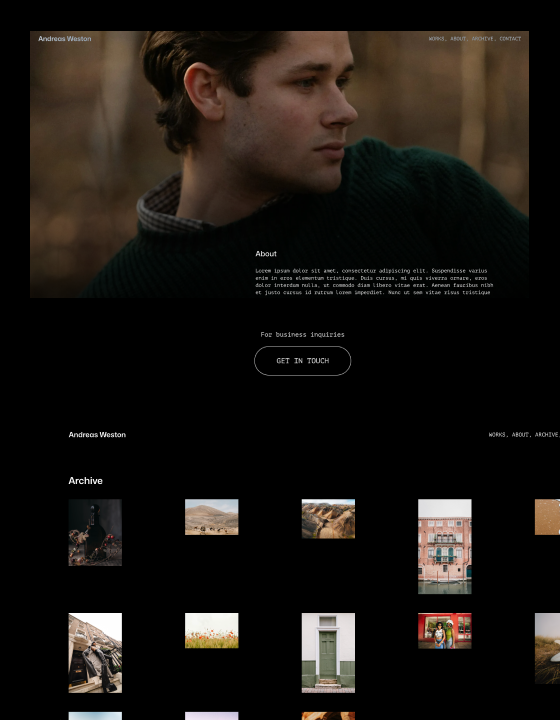 Andreas Weston
WORKS, ABOUT, ARCHIVE, CONTACT
About
Lorem ipsum dolor sit amet, consectetur adipiscing elit. Suspendisse varius
enim in eros elementum tristique. Duis cursus, mi quis viverra ornare, eros
dolor interdum nulla, ut commodo diam libero vitae erat. Aenean faucibus nibh
et justo cursus id rutrum lorem imperdiet. Nunc ut sem vitae risus tristique
For business inquiries
GET IN TOUCH
Andreas Weston
WORKS, ABOUT, ARCHIVE,
Archive